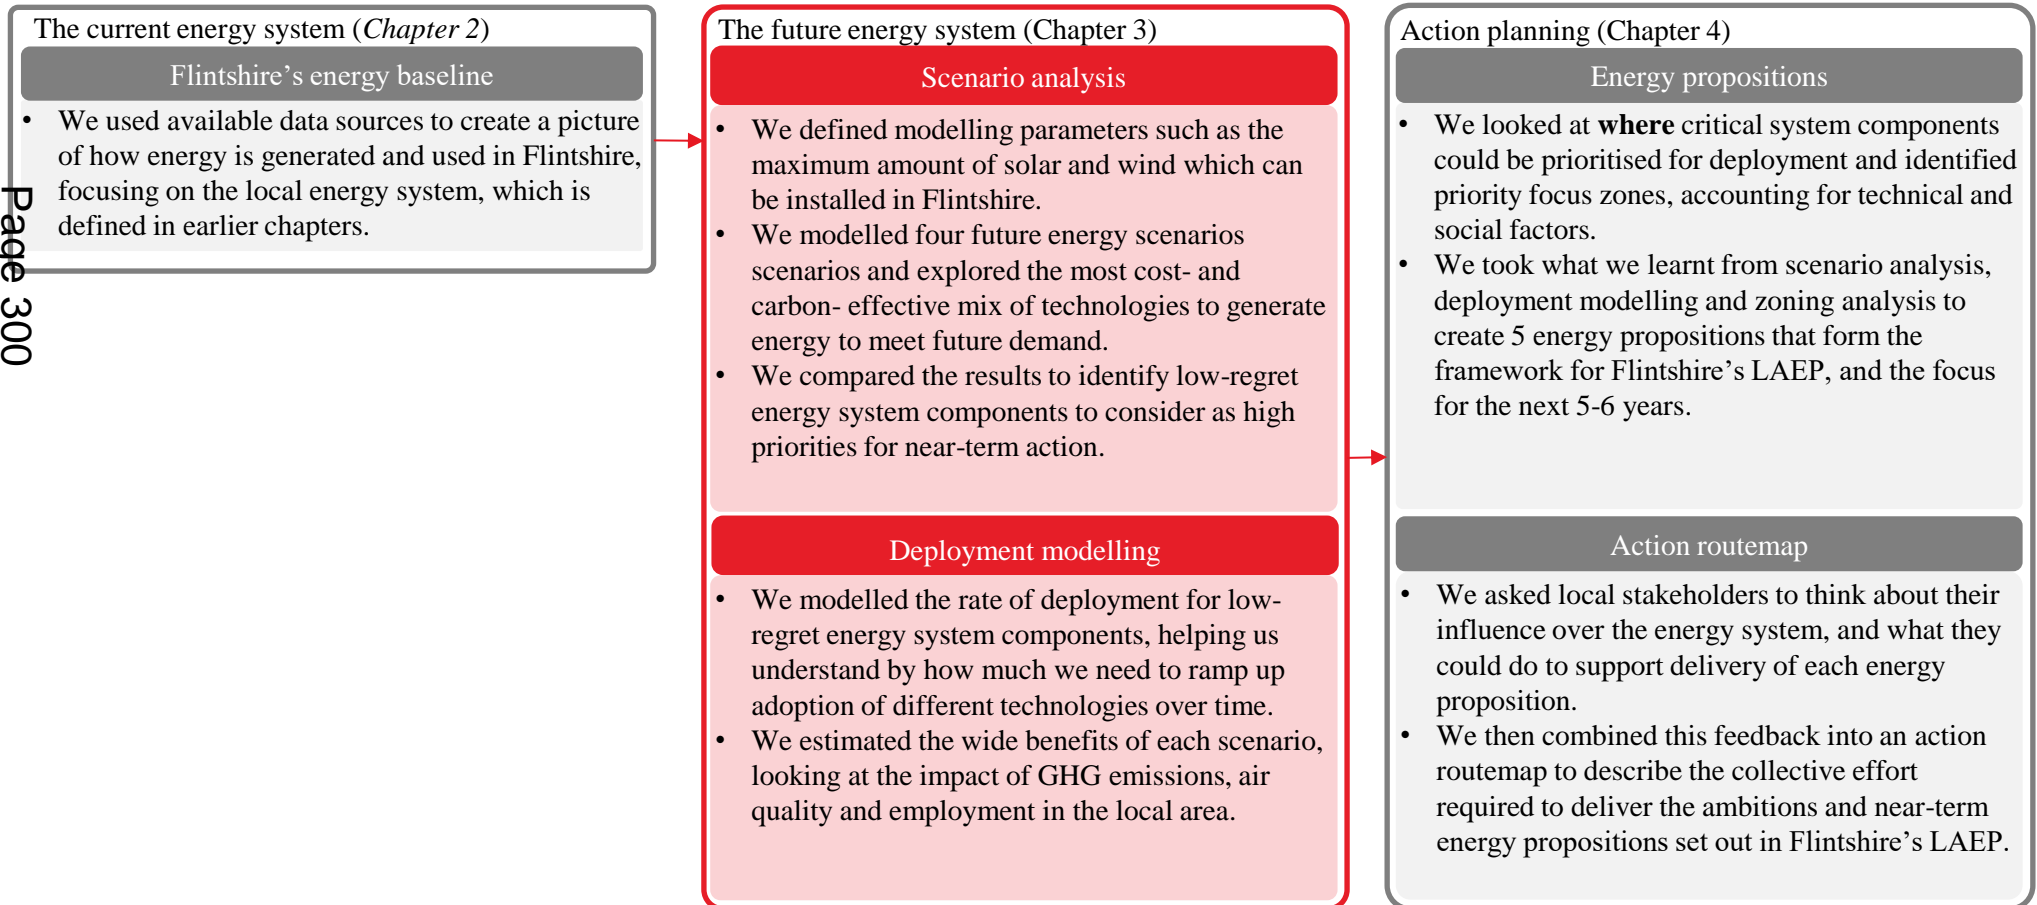 The current energy system (Chapter 2)
Flintshire’s energy baseline
• We used available data sources to create a picture
of how energy is generated and used in Flintshire,
focusing on the local energy system, which is
defined in earlier chapters.
Page 300
The future energy system (Chapter 3)
Scenario analysis
• We defined modelling parameters such as the
maximum amount of solar and wind which can
be installed in Flintshire.
• We modelled four future energy scenarios
scenarios and explored the most cost- and
carbon- effective mix of technologies to generate
energy to meet future demand.
• We compared the results to identify low-regret
energy system components to consider as high
priorities for near-term action.
Deployment modelling
• We modelled the rate of deployment for low-
regret energy system components, helping us
understand by how much we need to ramp up
adoption of different technologies over time.
• We estimated the wide benefits of each scenario,
looking at the impact of GHG emissions, air
quality and employment in the local area.
Action planning (Chapter 4)
Energy propositions
• We looked at where critical system components
could be prioritised for deployment and identified
priority focus zones, accounting for technical and
social factors.
• We took what we learnt from scenario analysis,
deployment modelling and zoning analysis to
create 5 energy propositions that form the
framework for Flintshire’s LAEP, and the focus
for the next 5-6 years.
Action routemap
• We asked local stakeholders to think about their
influence over the energy system, and what they
could do to support delivery of each energy
proposition.
• We then combined this feedback into an action
routemap to describe the collective effort
required to deliver the ambitions and near-term
energy propositions set out in Flintshire’s LAEP.